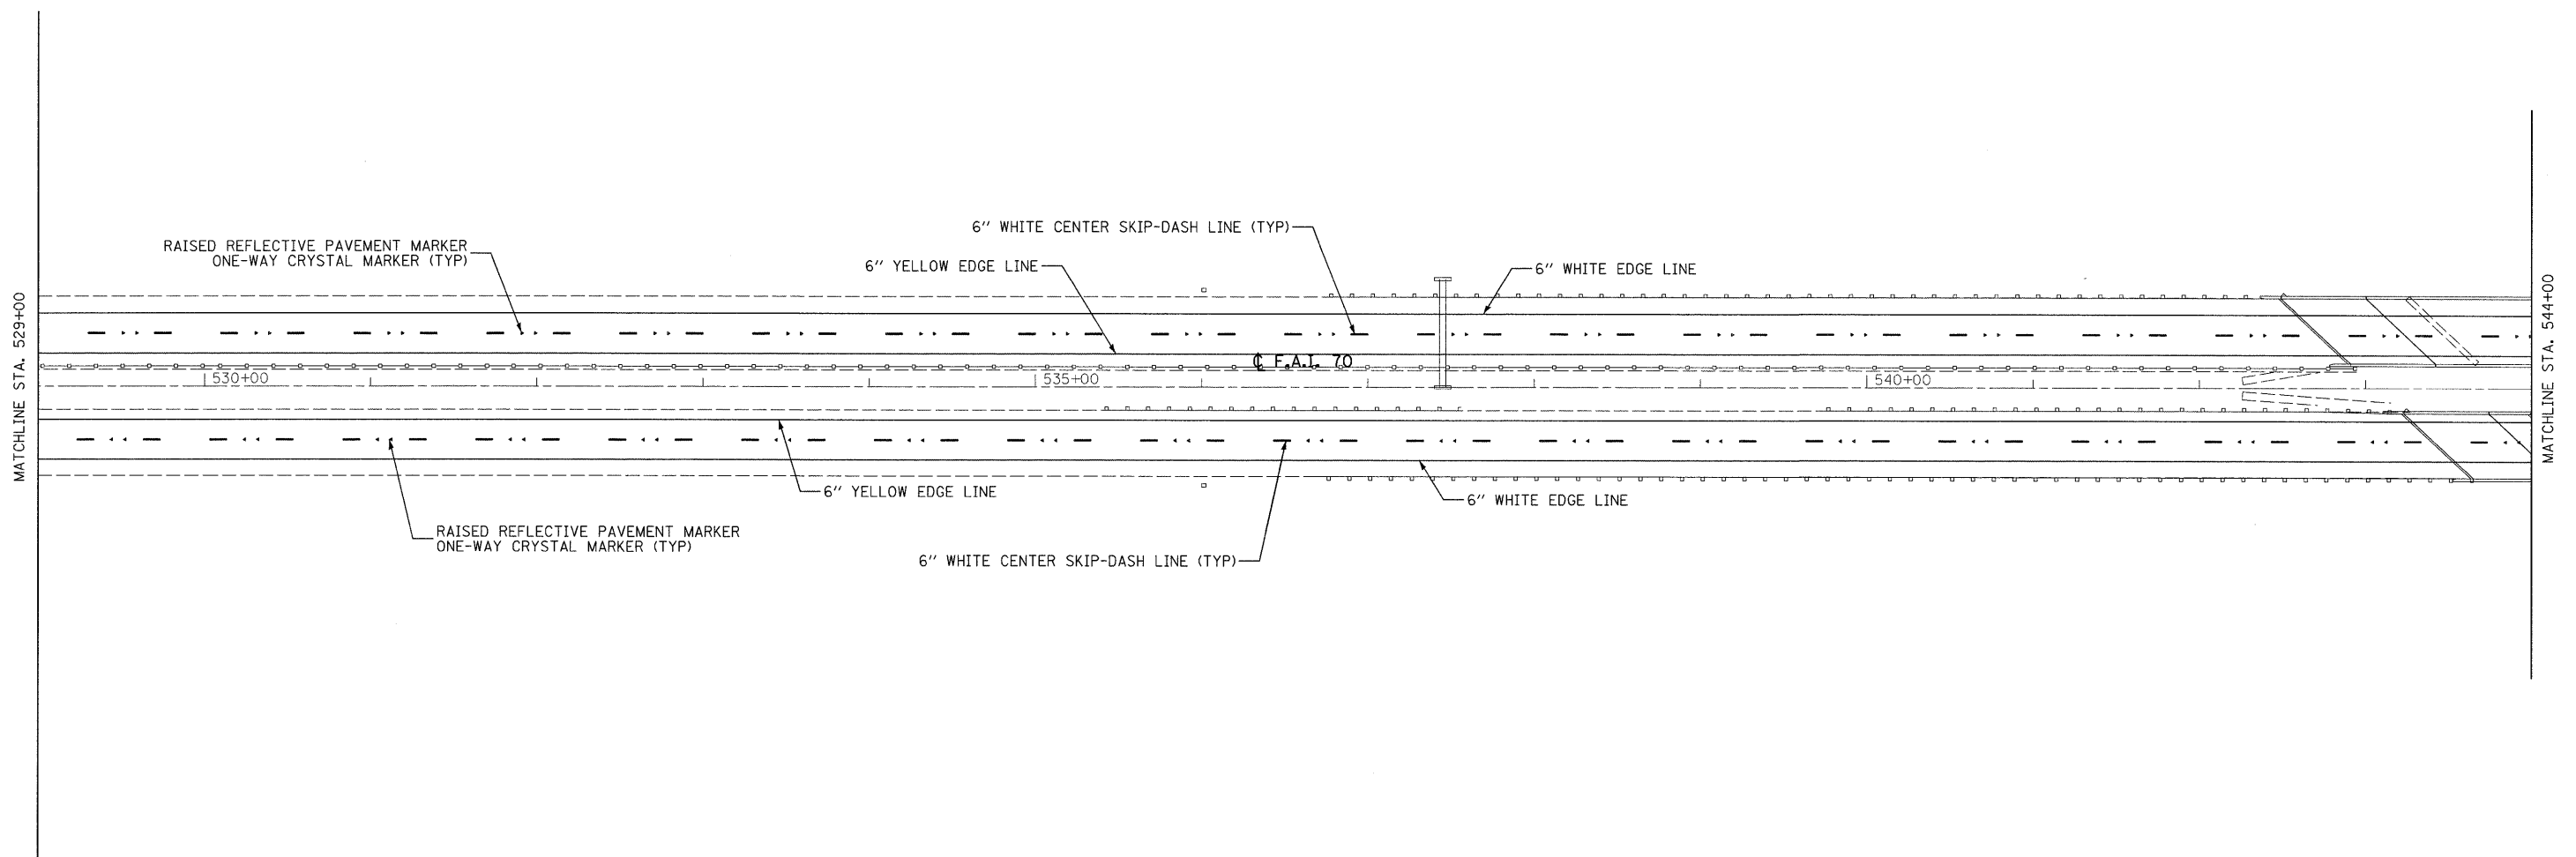 6" WHITE CENTER SKIP-DASH LINE (TYP)
RAISED REFLECTIVE PAVEMENT MARKER
ONE-WAY CRYSTAL MARKER (TYP)
6" YELLOW EDGE LINE
6" WHITE EDGE LINE
MATCHLINE STA. 529+00
MATCHLINE STA. 544+00
℄ F.A.I. 70
530+00
535+00
540+00
6" YELLOW EDGE LINE
6" WHITE EDGE LINE
RAISED REFLECTIVE PAVEMENT MARKER
ONE-WAY CRYSTAL MARKER (TYP)
6" WHITE CENTER SKIP-DASH LINE (TYP)